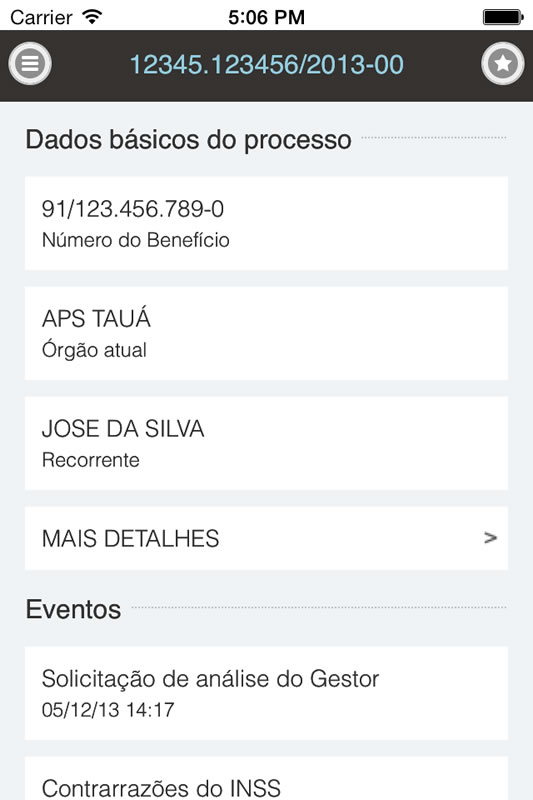 Carrier 5:06 PM
12345.123456/2013-00
Dados básicos do processo
91/123.456.789-0
Número do Benefício
APS TAUÁ
Órgão atual
JOSE DA SILVA
Recorrente
MAIS DETALHES >
Eventos
Solicitação de análise do Gestor
05/12/13 14:17
Contrarrazões do INSS